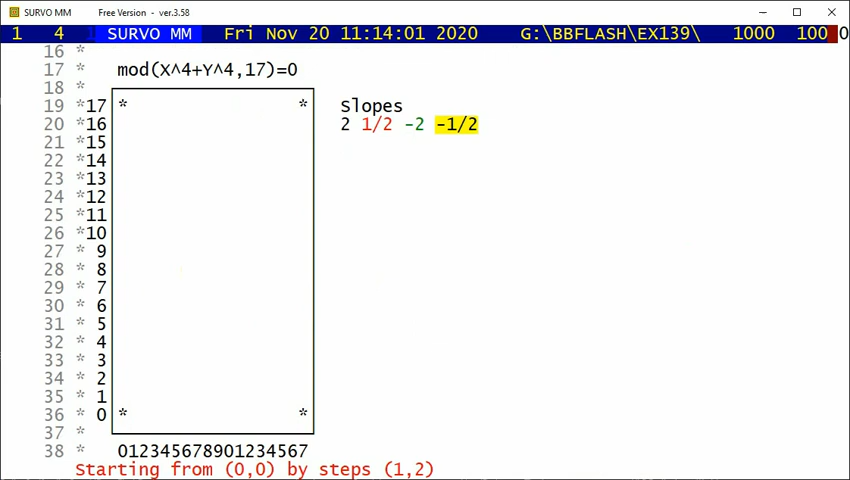 SURVO MM Free Version - ver.3.58
1 4 1 SURVO MM Fri Nov 20 11:14:01 2020 G:\BBFLASH\EX139\ 1000 100 0
16 *
17 * mod(X^4+Y^4,17)=0
18 *
19 *17 * * Slopes
20 *16 2 1/2 -2 -1/2
21 *15
22 *14
23 *13
24 *12
25 *11
26 *10
27 * 9
28 * 8
29 * 7
30 * 6
31 * 5
32 * 4
33 * 3
34 * 2
35 * 1
36 * 0 * *
37 *
38 * 012345678901234567
Starting from (0,0) by steps (1,2)